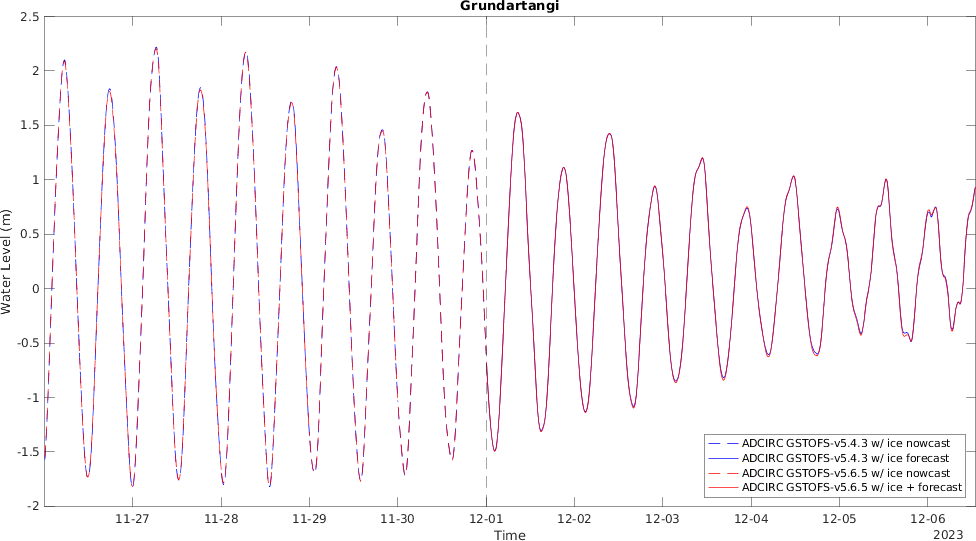 Grundartangi
2.5
2
1.5
1
0.5
0
-0.5
-1
-1.5
-2
Water Level (m)
ADCIRC GSTOFS-v5.4.3 w/ ice nowcast
ADCIRC GSTOFS-v5.4.3 w/ ice forecast
ADCIRC GSTOFS-v5.6.5 w/ ice nowcast
ADCIRC GSTOFS-v5.6.5 w/ ice + forecast
11-27 11-28 11-29 11-30 12-01 12-02 12-03 12-04 12-05 12-06
Time
2023